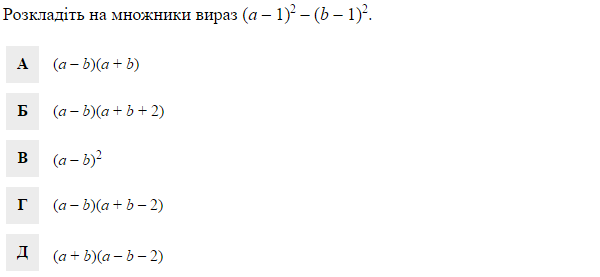 Розкладіть на множники вираз (a – 1)² – (b – 1)².
А (a – b)(a + b)
Б (a – b)(a + b + 2)
В (a – b)²
Г (a – b)(a + b – 2)
Д (a + b)(a – b – 2)